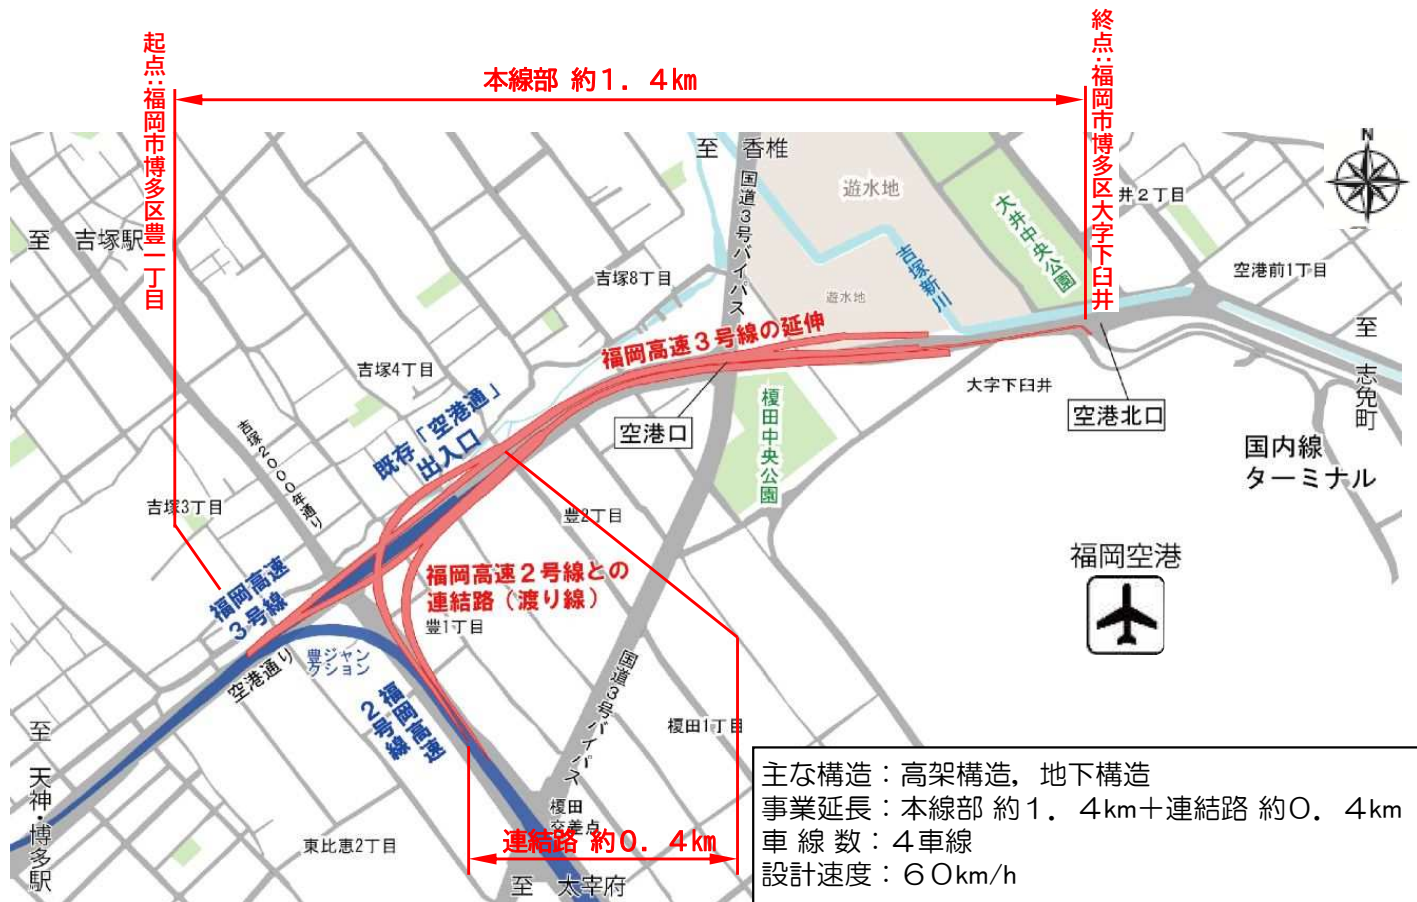 起点:福岡市博多区豊一丁目
本線部 約1．4km
終点:福岡市博多区大字下臼井
至 香椎
国道3号バイパス
遊水地
大井中央公園
井2丁目
N
至 吉塚駅
吉塚8丁目
遊水地
吉塚新川
空港前1丁目
福岡高速3号線の延伸
至 志免町
吉塚4丁目
大字下臼井
既存「空港通」
出入口
空港口
榎田中央公園
空港北口
吉塚2000年通り
国内線
ターミナル
吉塚3丁目
豊2丁目
福岡空港
福岡高速
3号線
福岡高速2号線との
連結路（渡り線）
豊1丁目
空港通り
豊ジャン
クション
国道3号バイパス
福岡高速
2号線
榎田1丁目
至 天神・博多駅
榎田
交差点
東比恵2丁目
連結路 約0．4km
至 太宰府
主な構造：高架構造，地下構造
事業延長：本線部 約1．4km＋連結路 約0．4km
車線数：4車線
設計速度：60km/h